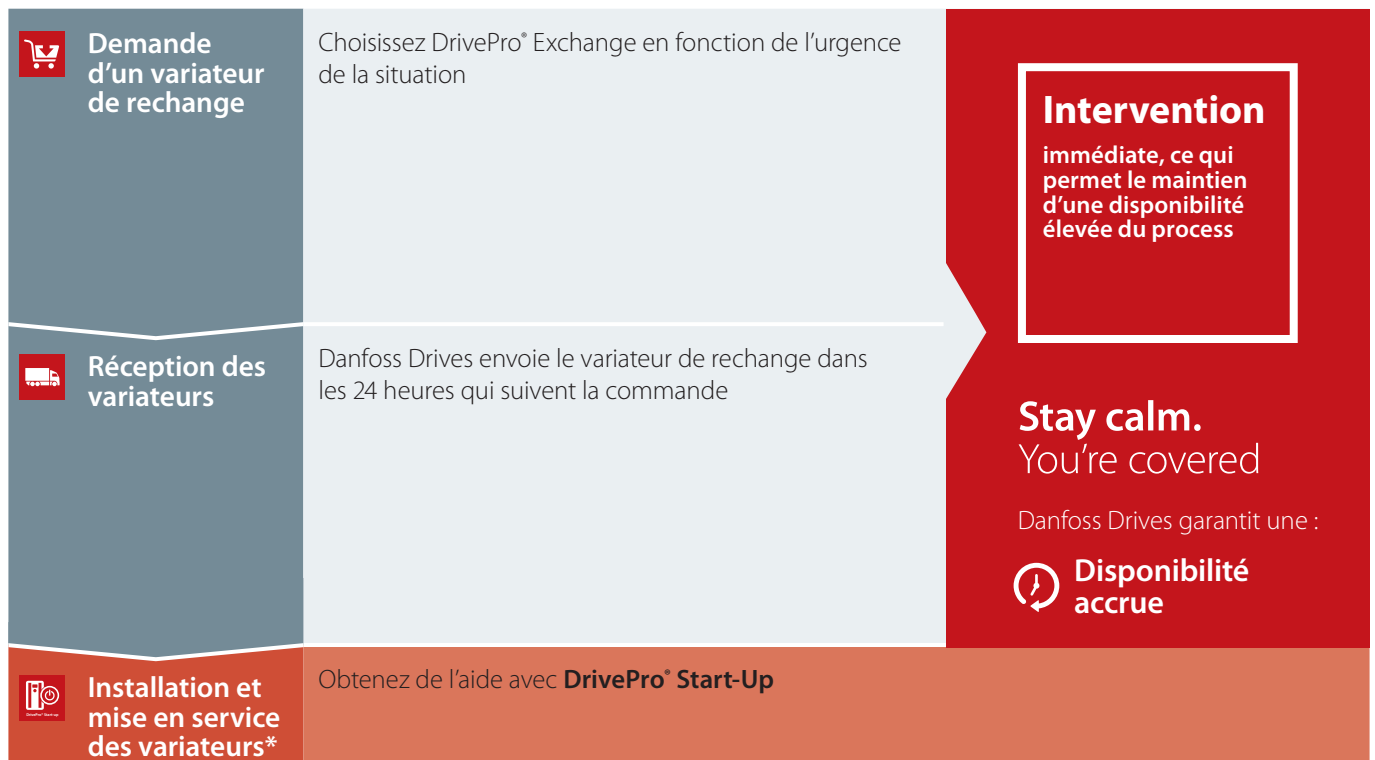 Demande
d’un variateur
de rechange
Choisissez DrivePro® Exchange en fonction de l’urgence
de la situation
Réception des
variateurs
Danfoss Drives envoie le variateur de rechange dans
les 24 heures qui suivent la commande
DrivePro® Start-up
Installation et
mise en service
des variateurs*
Obtenez de l’aide avec DrivePro® Start-Up
Intervention
immédiate, ce qui
permet le maintien
d’une disponibilité
élevée du process
Stay calm.
You’re covered
Danfoss Drives garantit une :
Disponibilité
accrue